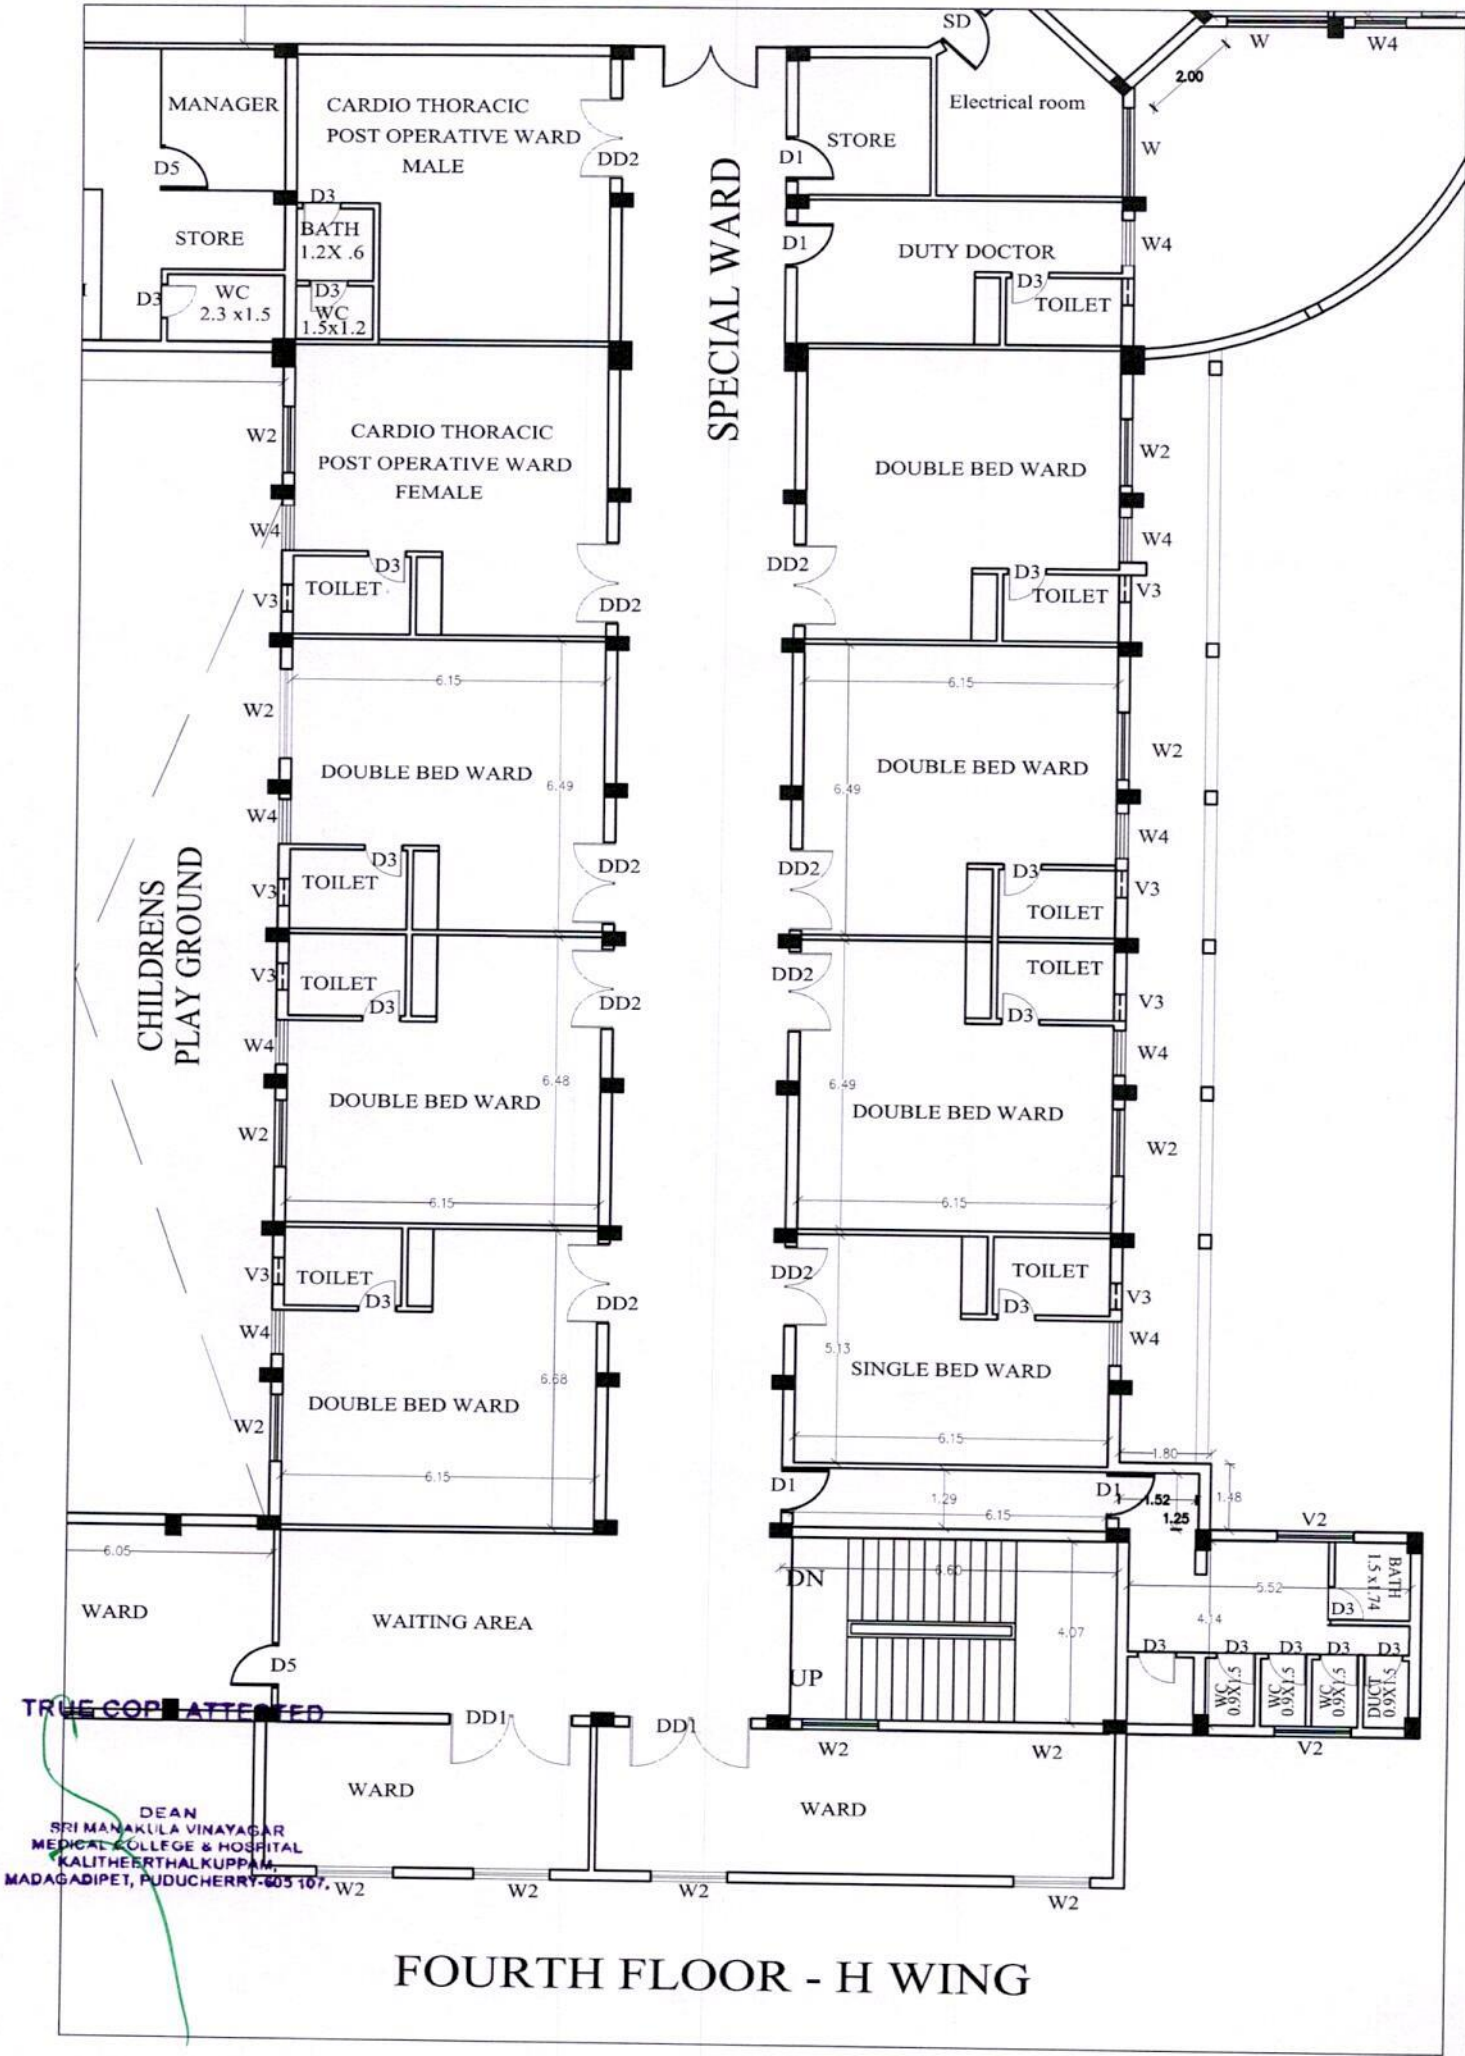 SD
W
W4
2.00
MANAGER
CARDIO THORACIC
POST OPERATIVE WARD
MALE
Electrical room
STORE
D5
DD2
D1
W
D3
STORE
BATH
1.2X .6
SPECIAL WARD
D1
DUTY DOCTOR
W4
D3
WC
2.3 x1.5
D3
WC
1.5x1.2
D3
TOILET
W2
CARDIO THORACIC
POST OPERATIVE WARD
FEMALE
DOUBLE BED WARD
W2
W4
W4
D3
TOILET
DD2
D3
TOILET
V3
V3
DD2
6.15
6.15
W2
W2
DOUBLE BED WARD
DOUBLE BED WARD
6.49
6.49
W4
W4
CHILDRENS
PLAY GROUND
D3
TOILET
DD2
DD2
D3
V3
V3
TOILET
V3
TOILET
D3
DD2
DD2
TOILET
D3
V3
W4
W4
6.48
6.49
DOUBLE BED WARD
DOUBLE BED WARD
W2
W2
6.15
6.15
V3
TOILET
D3
DD2
DD2
TOILET
D3
V3
W4
W4
5.13
SINGLE BED WARD
6.68
DOUBLE BED WARD
W2
6.15
1.80
6.15
D1
1.29
6.15
D1
1.52
1.25
1.48
V2
6.05
DN
6.60
5.52
BATH
1.5 x1.74
D3
WARD
WAITING AREA
4.14
4.07
D5
UP
D3
D3
D3
D3
D3
WC
0.9X1.5
WC
0.9X1.5
WC
0.9X1.5
DUCT
0.9X1.5
TRUE COPY ATTESTED
DD1
DD1
W2
W2
V2
WARD
WARD
DEAN
SRI MANAKULA VINAYAGAR
MEDICAL COLLEGE & HOSPITAL
KALITHEERTHALKUPPAM,
MADAGADIPET, PUDUCHERRY-605 107.
W2
W2
W2
W2
FOURTH FLOOR - H WING